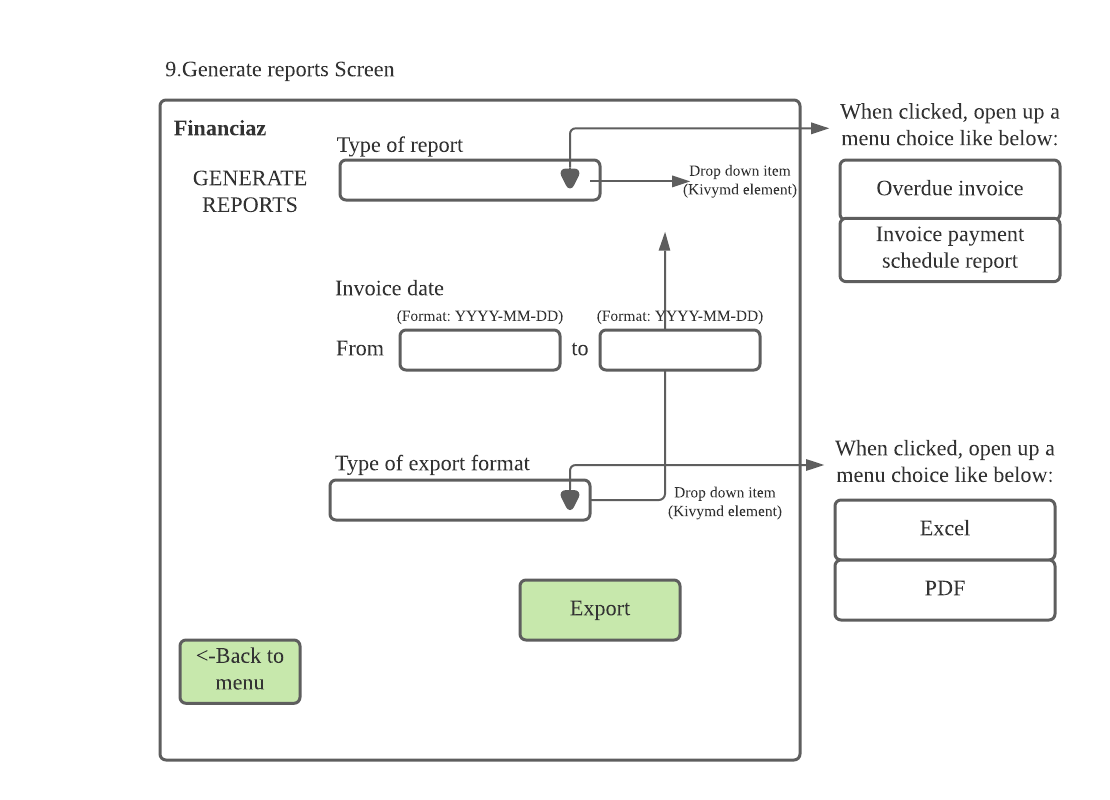 9.Generate reports Screen
Financiaz
GENERATE
REPORTS
Type of report
Drop down item
(Kivymd element)
When clicked, open up a
menu choice like below:
Overdue invoice
Invoice payment
schedule report
Invoice date
(Format: YYYY-MM-DD)
(Format: YYYY-MM-DD)
From
to
Type of export format
Drop down item
(Kivymd element)
When clicked, open up a
menu choice like below:
Excel
PDF
Export
<-Back to
menu